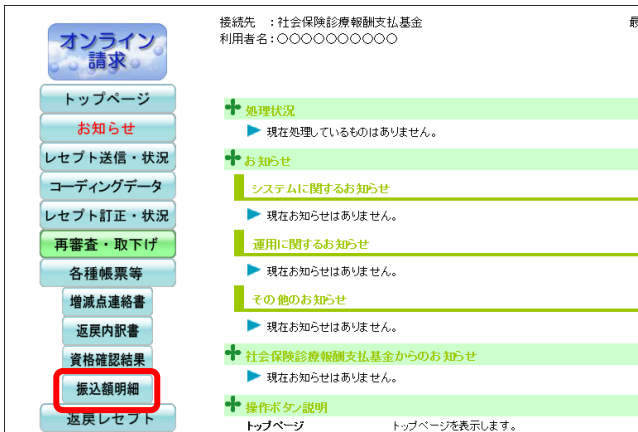 オンライン
請求
トップページ
お知らせ
レセプト送信・状況
コーディングデータ
レセプト訂正・状況
再審査・取下げ
各種帳票等
増減点連絡書
返戻内訳書
資格確認結果
振込額明細
返戻レセプト
接続先　：社会保険診療報酬支払基金
最
利用者名：○○○○○○○○○○
処理状況
現在処理しているものはありません。
お知らせ
システムに関するお知らせ
現在お知らせはありません。
運用に関するお知らせ
現在お知らせはありません。
その他のお知らせ
現在お知らせはありません。
社会保険診療報酬支払基金からのお知らせ
現在お知らせはありません。
操作ボタン説明
トップページ　トップページを表示します。